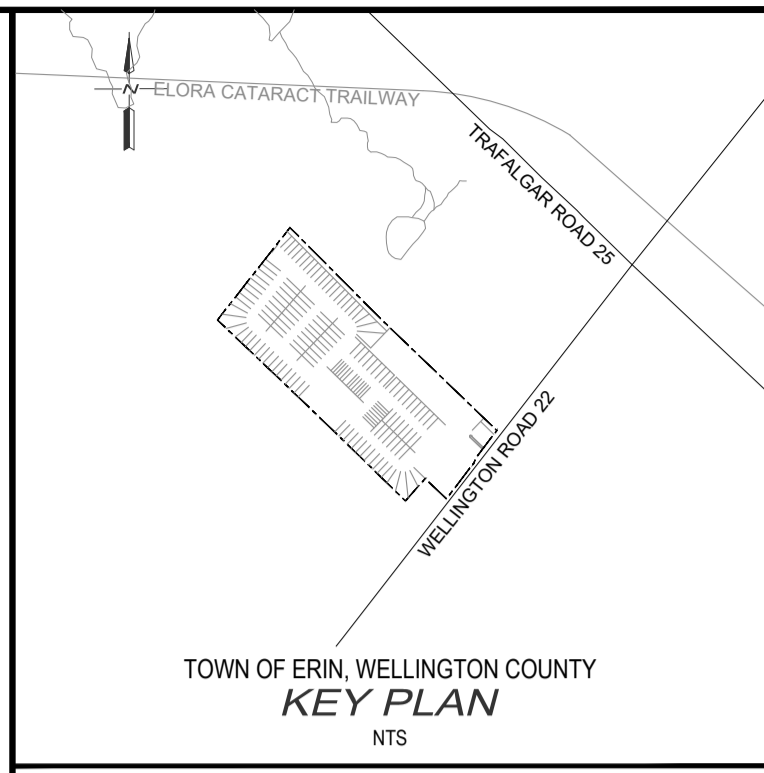 N
ELORA CATARACT TRAILWAY
TRAFALGAR ROAD 25
WELLINGTON ROAD 22
TOWN OF ERIN, WELLINGTON COUNTY
KEY PLAN
NTS